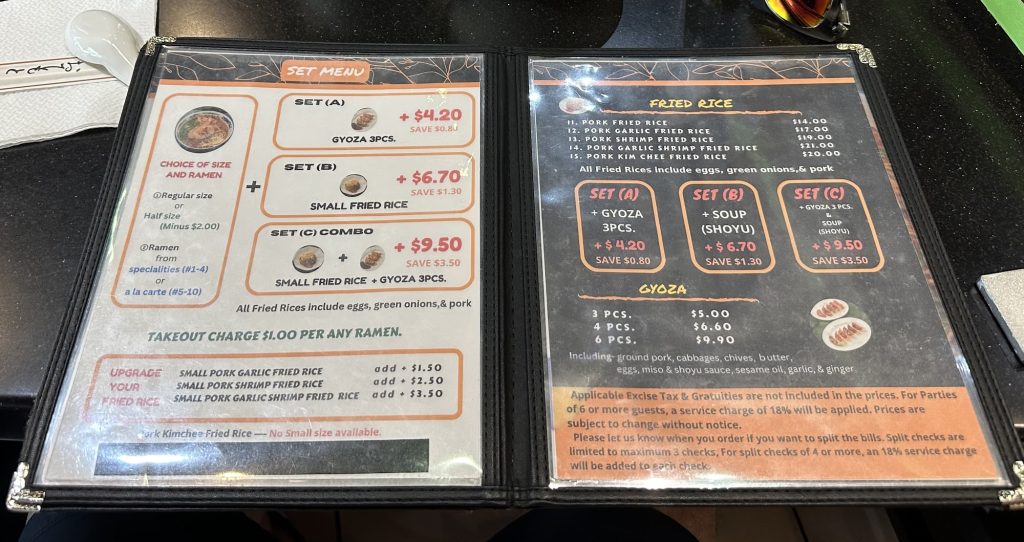 SET MENU
CHOICE OF SIZE
AND RAMEN
①Regular size
or
Half size
(Minus $2.00)
②Ramen
from
specialities (#1-4)
or
a la carte (#5-10)
+
SET (A)
+ $4.20
SAVE $0.80
GYOZA 3PCS.
SET (B)
+ $6.70
SAVE $1.30
SMALL FRIED RICE
SET (C) COMBO
+
+ $9.50
SAVE $3.50
SMALL FRIED RICE + GYOZA 3PCS.
All Fried Rices include eggs, green onions,& pork
TAKEOUT CHARGE $1.00 PER ANY RAMEN.
UPGRADE
YOUR
FRIED RICE
SMALL PORK GARLIC FRIED RICE add + $1.50
SMALL PORK SHRIMP FRIED RICE add + $2.50
SMALL PORK GARLIC SHRIMP FRIED RICE add + $3.50
Pork Kimchee Fried Rice ---- No Small size available.
FRIED RICE
11. PORK FRIED RICE $14.00
12. PORK GARLIC FRIED RICE $17.00
13. PORK SHRIMP FRIED RICE $19.00
14. PORK GARLIC SHRIMP FRIED RICE $21.00
15. PORK KIM CHEE FRIED RICE $20.00
All Fried Rices Include eggs, green onions,& pork
SET (A)
+ GYOZA
3PCS.
+ $ 4.20
SAVE $0.80
SET (B)
+ SOUP
(SHOYU)
+ $ 6.70
SAVE $1.30
SET (C)
+ GYOZA 3 PCS.
&
SOUP
(SHOYU)
+ $ 9.50
SAVE $3.50
GYOZA
3 PCS. $5.00
4 PCS. $6.60
6 PCS. $9.90
Including- ground pork, cabbages, chives, butter,
eggs, miso & shoyu sauce, sesame oil, garlic, & ginger
Applicable Excise Tax & Gratuities are not included in the prices. For Parties
of 6 or more guests, a service charge of 18% will be applied. Prices are
subject to change without notice.
Please let us know when you order if you want to split the bills. Split checks are
limited to maximum 3 checks, For split checks of 4 or more, an 18% service charge
will be added to each check.